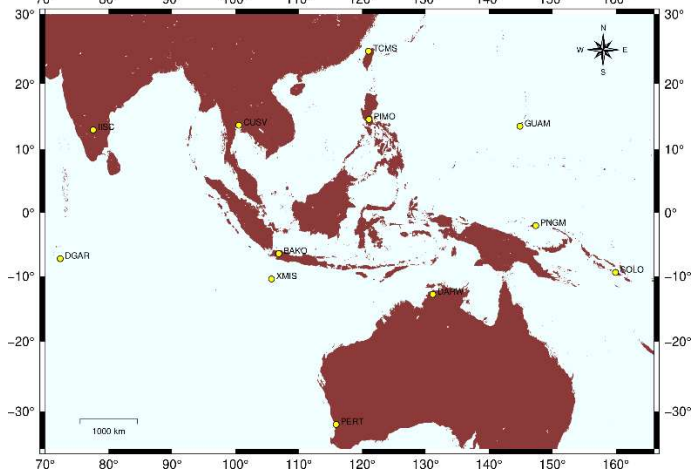 70° 80° 90° 100° 110° 120° 130° 140° 150° 160°
30° 30°
N
W E
S
TCMS
20° 20°
PIMO
CUSV
GUAM
IISC
10° 10°
0° 0°
PNGM
BAKO
DGAR
SOLO
XMIS
−10° −10°
DARW
−20° −20°
−30° −30°
PERT
1000 km
70° 80° 90° 100° 110° 120° 130° 140° 150° 160°